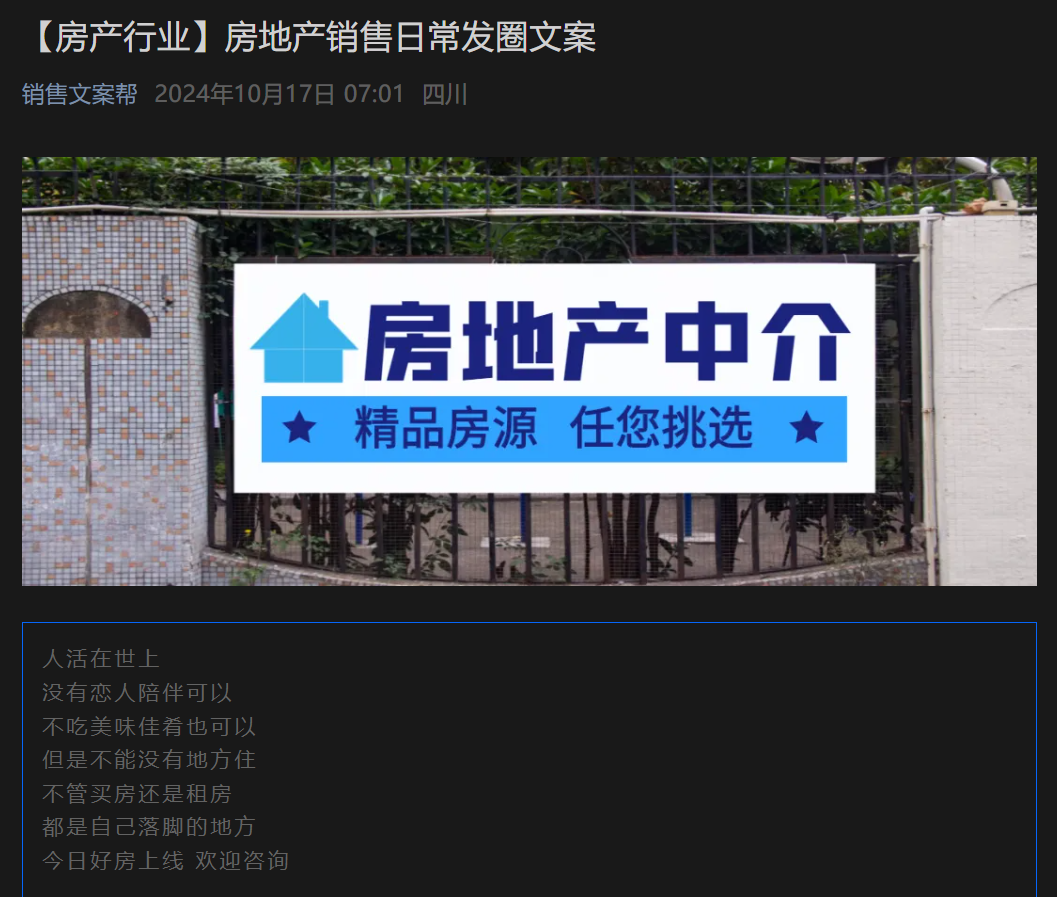 【房产行业】房地产销售日常发圈文案
销售文案帮 2024年10月17日 07:01 四川
房地产中介
★ 精品房源 任您挑选 ★
人活在世上
没有恋人陪伴可以
不吃美味佳肴也可以
但是不能没有地方住
不管买房还是租房
都是自己落脚的地方
今日好房上线 欢迎咨询